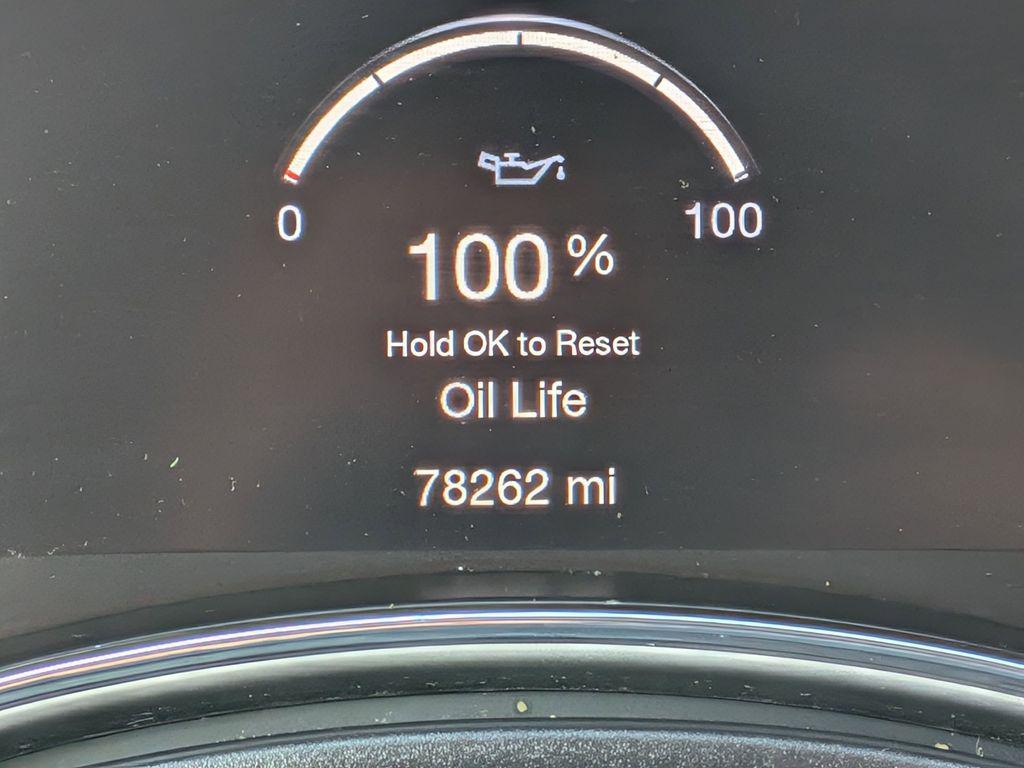 0 100
100 %
Hold OK to Reset
Oil Life
78262 mi